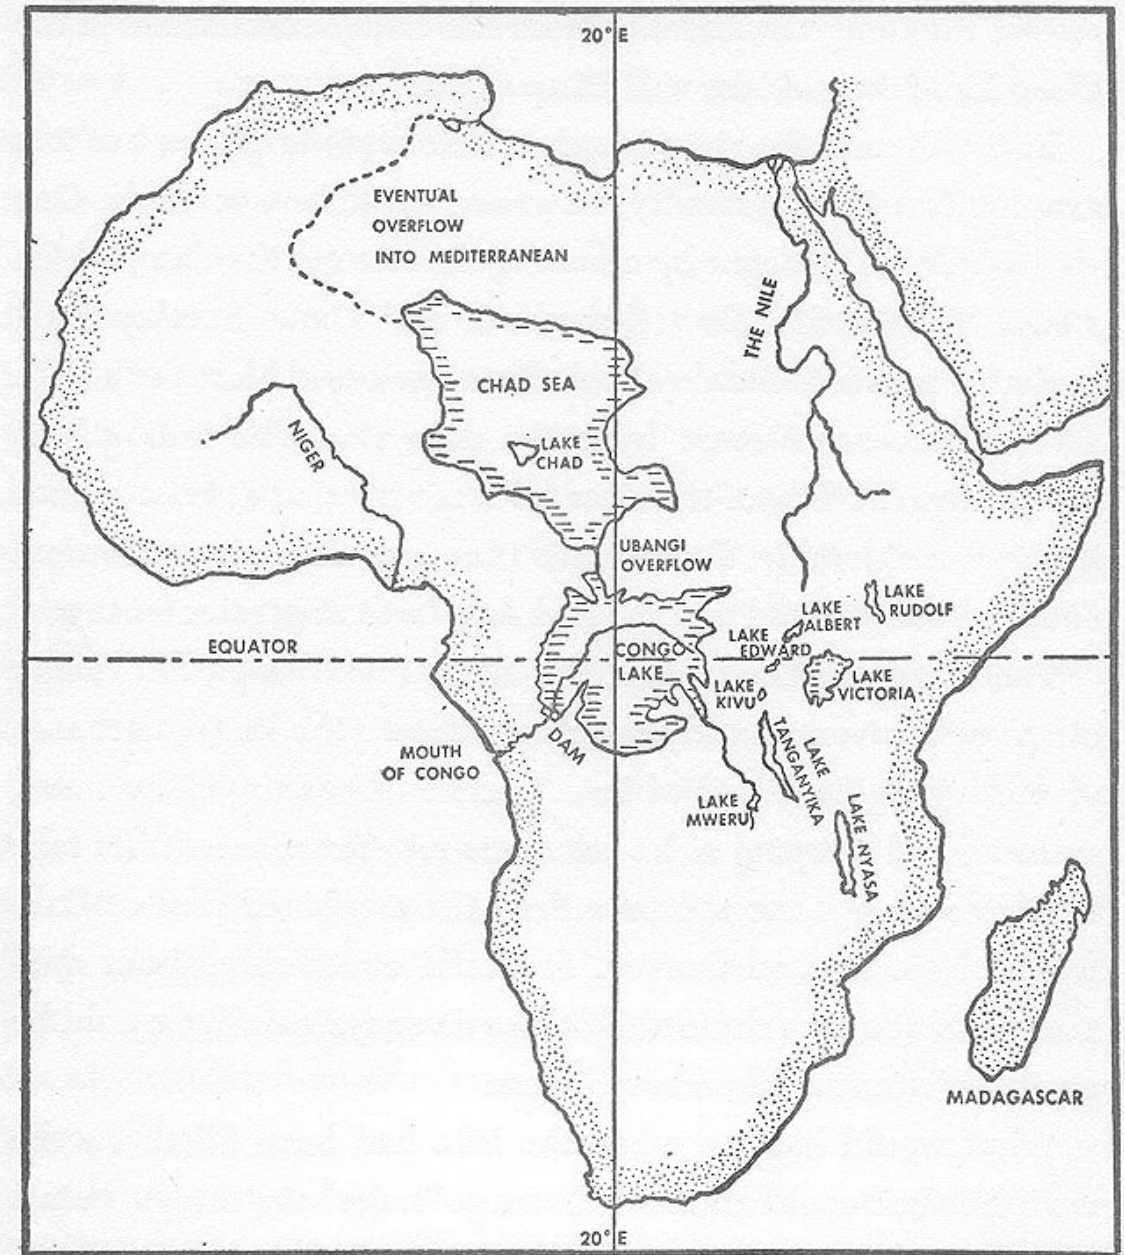 20° E
EVENTUAL
OVERFLOW
INTO MEDITERRANEAN
THE NILE
CHAD SEA
NIGER
LAKE
CHAD
UBANGI
OVERFLOW
LAKE
RUDOLF
LAKE
ALBERT
LAKE
EDWARD
EQUATOR
CONGO
LAKE
LAKE
VICTORIA
LAKE
KIVU
DAM
MOUTH
OF CONGO
LAKE
TANGANYIKA
LAKE
MWERU
LAKE NYASA
MADAGASCAR
20° E